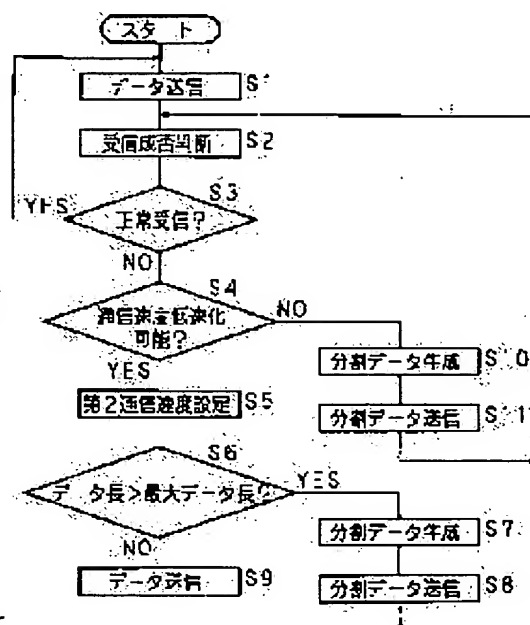 スタート
データ送信 S1
受信成否判断 S2
S3
YES 正常受信?
NO
S4
通信速度低速化 NO
可能?
YES
分割データ生成 S10
第2通信速度設定 S5
分割データ送信 S11
S6
データ長>最大データ長? YES
NO
分割データ生成 S7
データ送信 S9
分割データ送信 S8